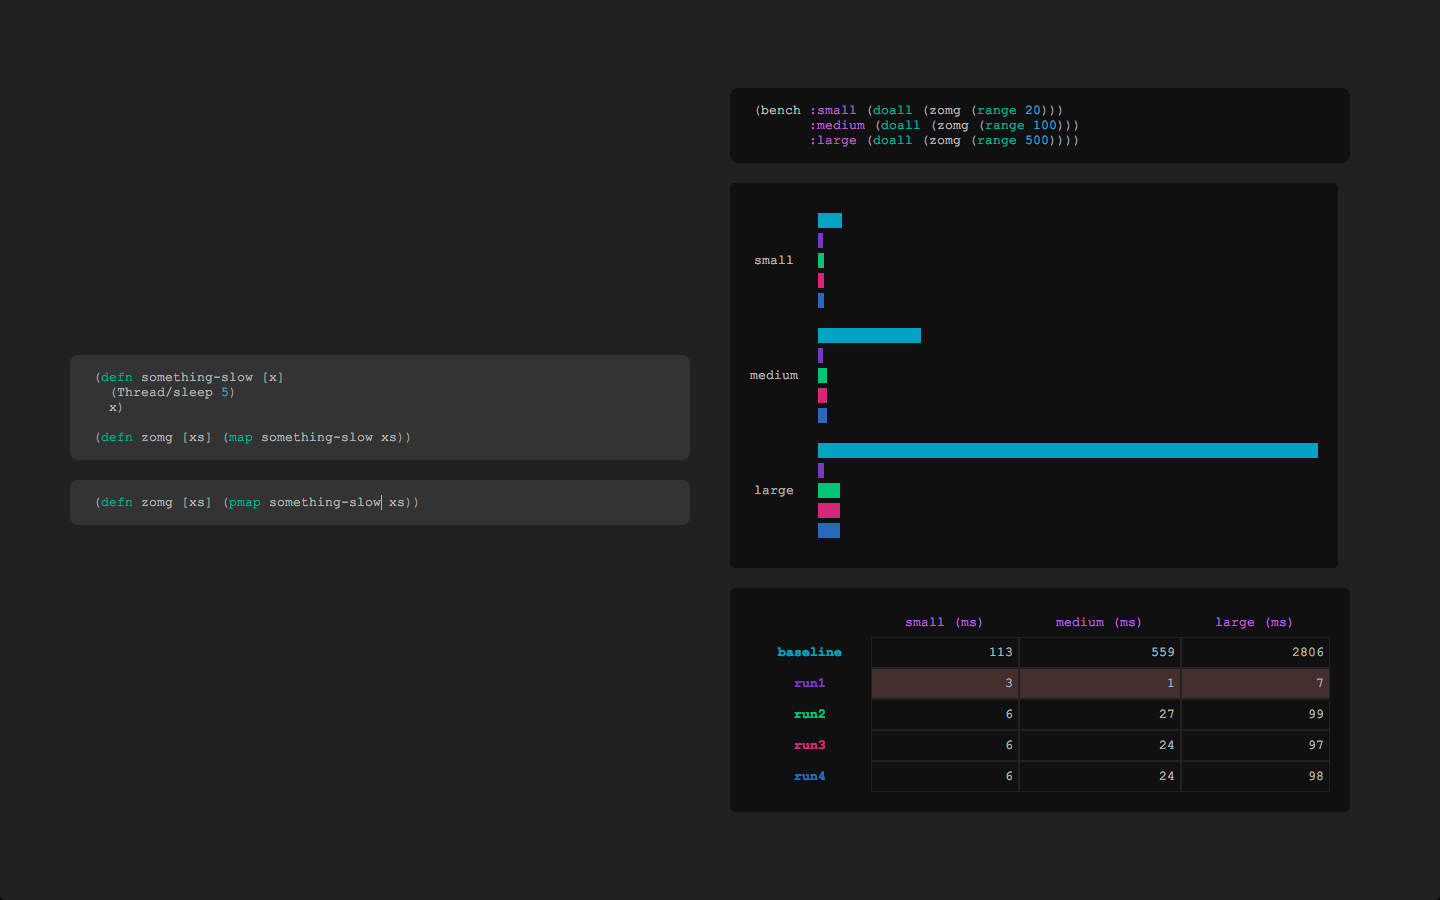 (defn something-slow [x]
  (Thread/sleep 5)
  x)
(defn zomg [xs] (map something-slow xs))
(defn zomg [xs] (pmap something-slow xs))
(bench :small (doall (zomg (range 20)))
       :medium (doall (zomg (range 100)))
       :large (doall (zomg (range 500))))
small
medium
large
small (ms) medium (ms) large (ms)
baseline 113 559 2806
run1 3 1 7
run2 6 27 99
run3 6 24 97
run4 6 24 98